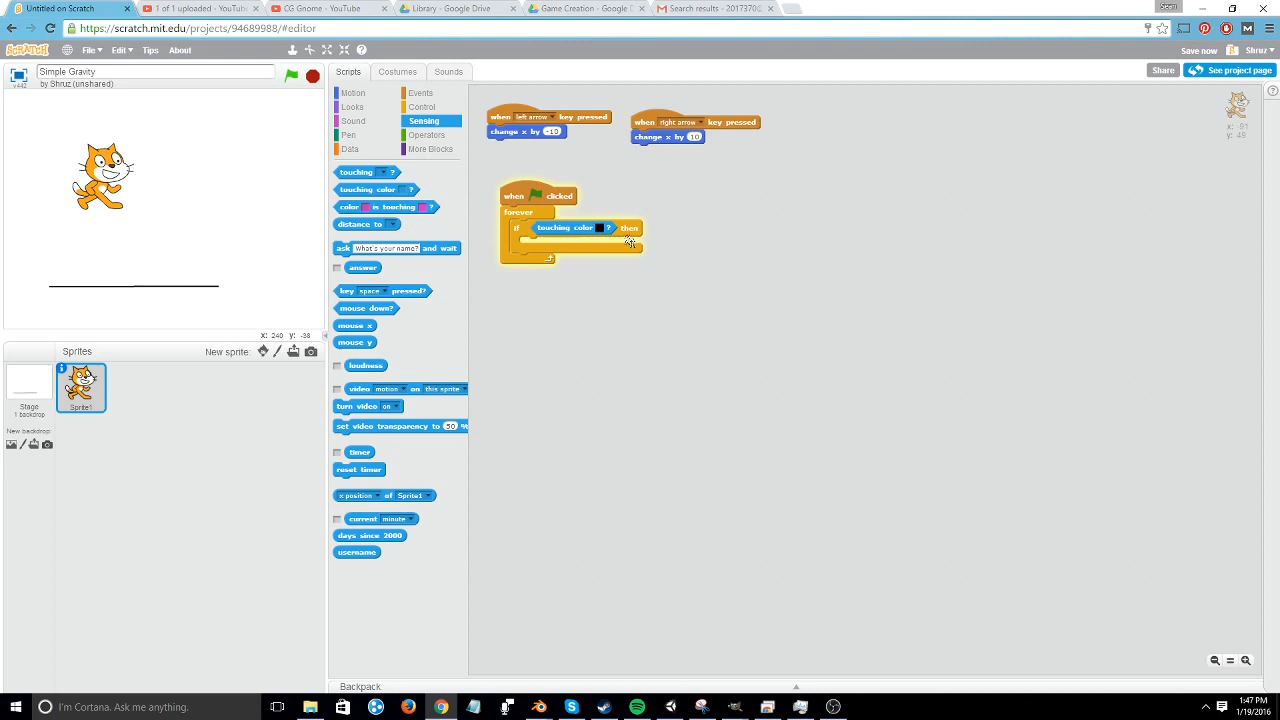 Untitled on Scratch
1 of 1 uploaded - YouTube
CG Gnome - YouTube
Library - Google Drive
Game Creation - Google D
Search results - 2017370@
https://scratch.mit.edu/projects/94689988/#editor
SCRATCH
File
Edit
Tips
About
Save now
Shruz
v442
Simple Gravity
by Shruz (unshared)
Scripts
Costumes
Sounds
Share
See project page
Motion
Events
Looks
Control
Sound
Sensing
Pen
Operators
Data
More Blocks
touching ?
touching color ?
color is touching ?
distance to
ask What's your name? and wait
answer
key space pressed?
mouse down?
mouse x
mouse y
loudness
video motion on this sprite
turn video on
set video transparency to 50 %
timer
reset timer
x position of Sprite1
current minute
days since 2000
username
when left arrow key pressed
change x by -10
when right arrow key pressed
change x by 10
when clicked
forever
if touching color ? then
x: -91
y: 49
x: 240 y: -38
Sprites
New sprite:
Stage
1 backdrop
New backdrop:
Sprite1
Backpack
I'm Cortana. Ask me anything.
1:47 PM
1/19/2016